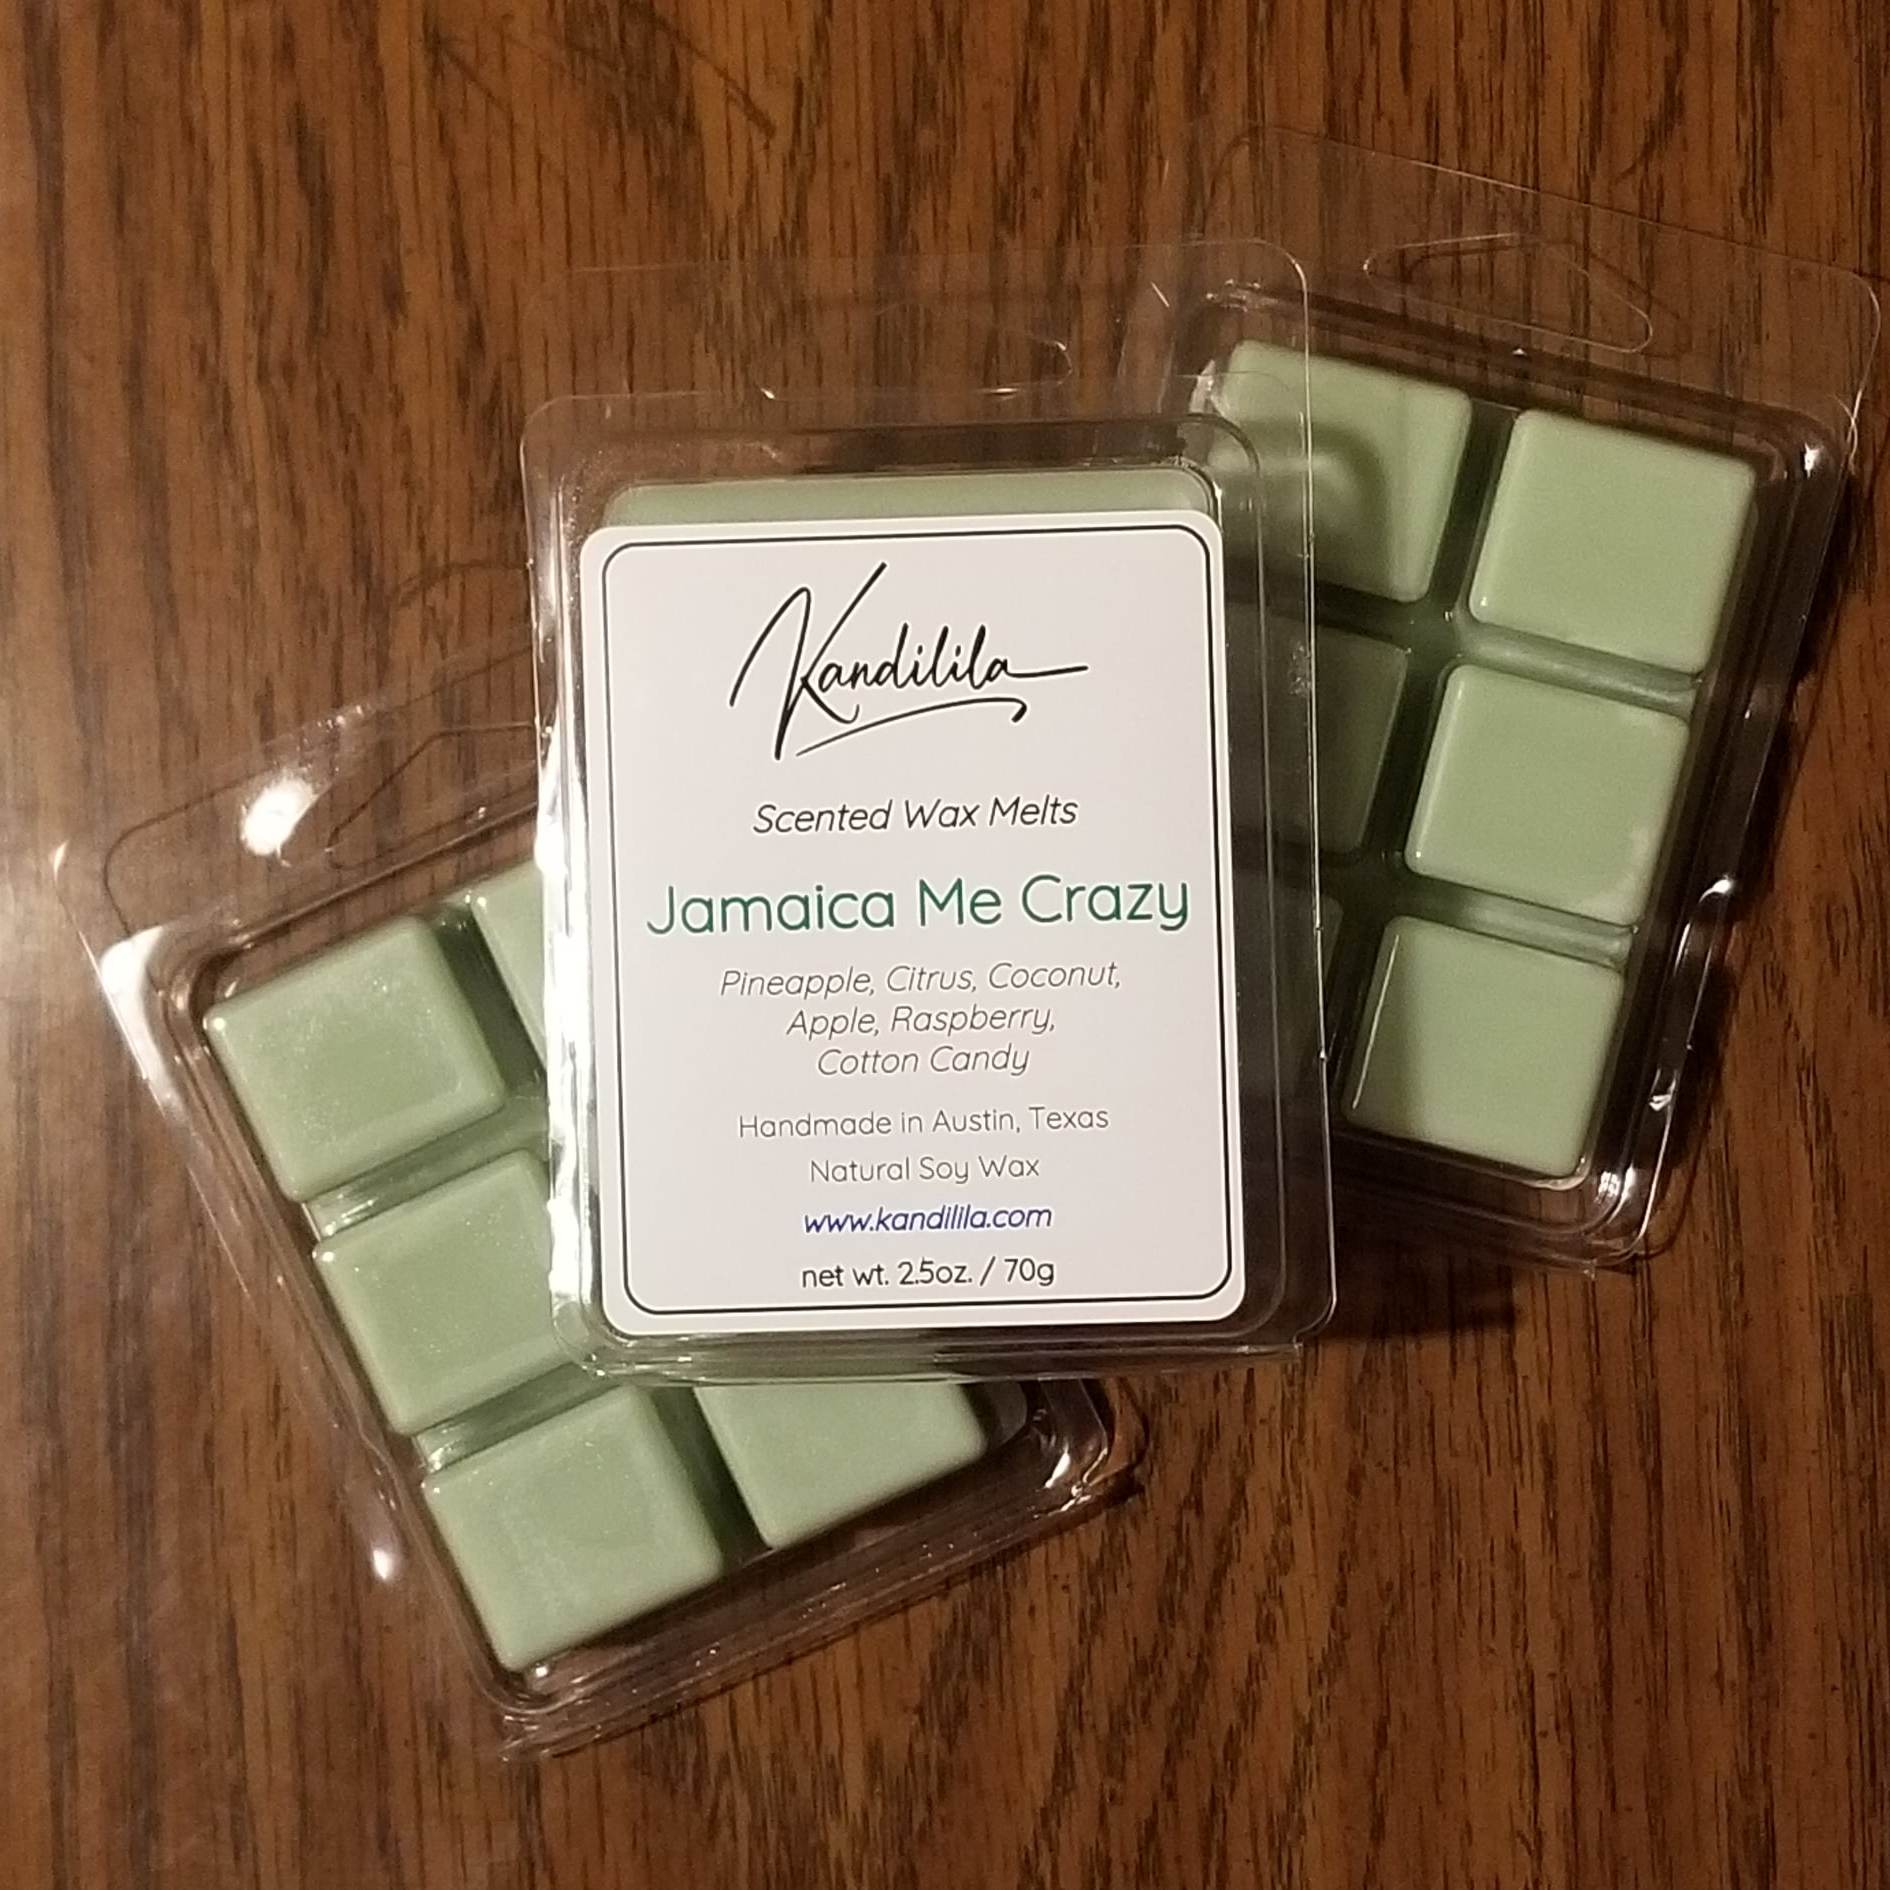 Kandilila
Scented Wax Melts
Jamaica Me Crazy
Pineapple, Citrus, Coconut,
Apple, Raspberry,
Cotton Candy
Handmade in Austin, Texas
Natural Soy Wax
www.kandilila.com
net wt. 2.5oz. / 70g